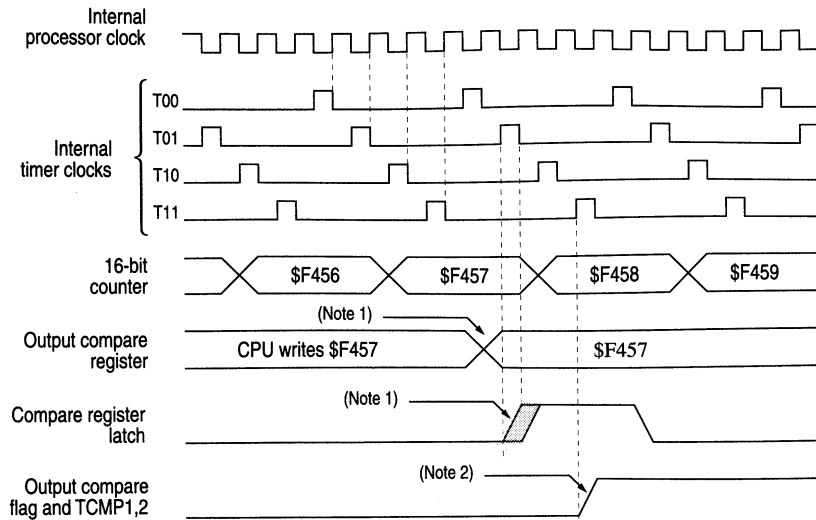 Internal
processor clock
T00
T01
Internal
timer clocks
T10
T11
16-bit
counter
$F456
$F457
$F458
$F459
(Note 1)
Output compare
register
CPU writes $F457
$F457
(Note 1)
Compare register
latch
(Note 2)
Output compare
flag and TCMP1,2